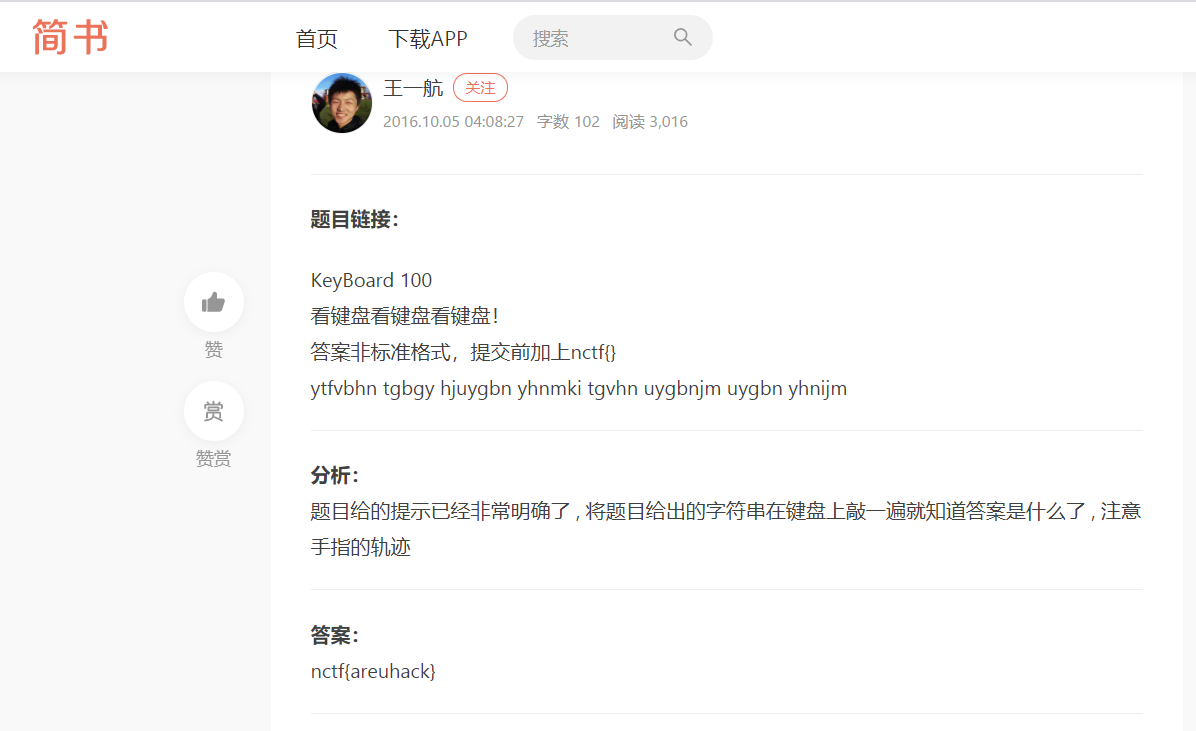 简书 首页 下载APP 搜索
王一航 关注
2016.10.05 04:08:27 字数 102 阅读 3,016
题目链接：
KeyBoard 100
看键盘看键盘看键盘！
答案非标准格式，提交前加上nctf{}
ytfvbhn tgbgy hjuygbn yhnmki tgvhn uygbnjm uygbn yhnijm
赞
赏
赞赏
分析：
题目给的提示已经非常明确了 , 将题目给出的字符串在键盘上敲一遍就知道答案是什么了 , 注意
手指的轨迹
答案：
nctf{areuhack}